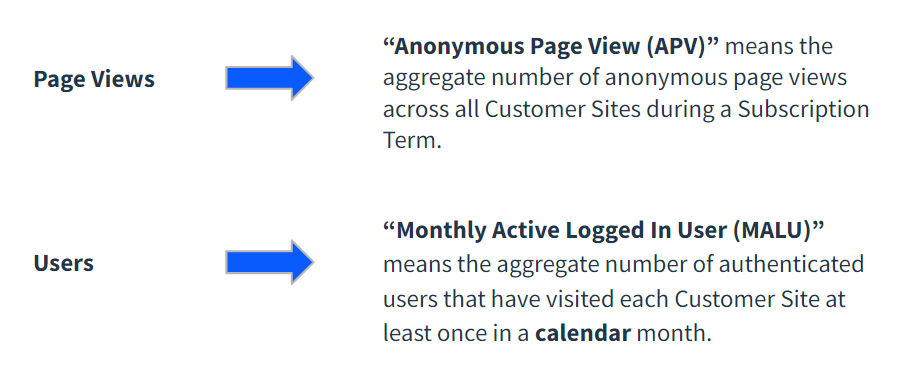 Page Views
“Anonymous Page View (APV)” means the
aggregate number of anonymous page views
across all Customer Sites during a Subscription
Term.
Users
“Monthly Active Logged In User (MALU)”
means the aggregate number of authenticated
users that have visited each Customer Site at
least once in a calendar month.